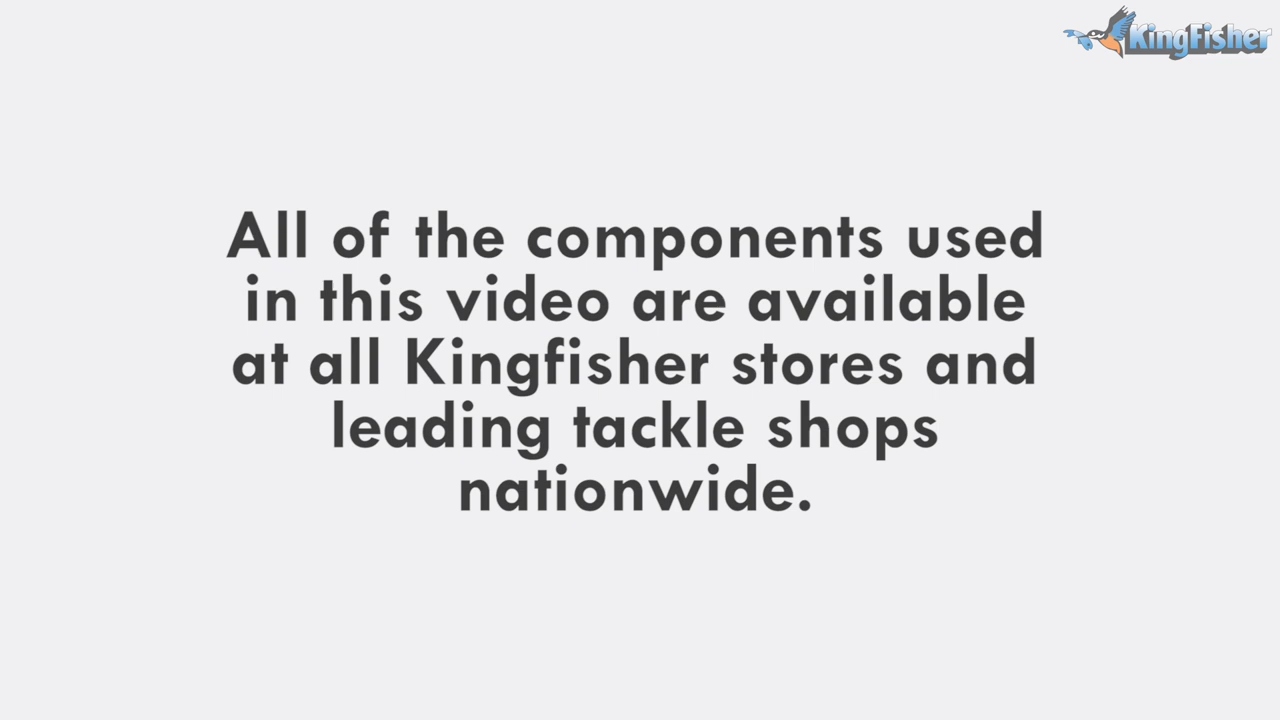 KingFisher
All of the components used
in this video are available
at all Kingfisher stores and
leading tackle shops
nationwide.